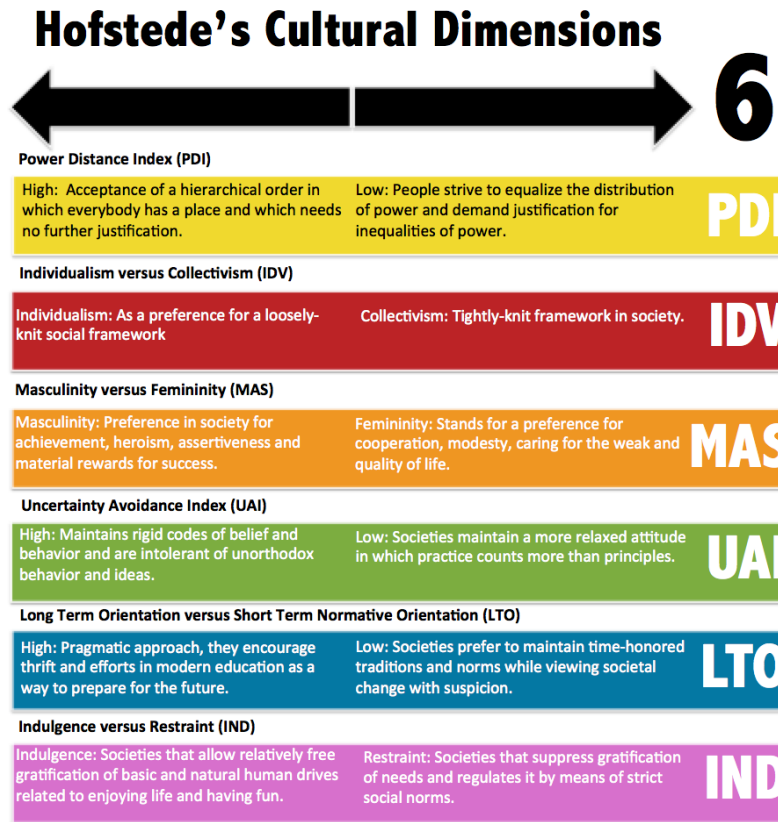 Hofstede's Cultural Dimensions
6
Power Distance Index (PDI)
High:  Acceptance of a hierarchical order in
which everybody has a place and which needs
no further justification.
Low: People strive to equalize the distribution
of power and demand justification for
inequalities of power.
PDI
Individualism versus Collectivism (IDV)
Individualism: As a preference for a loosely-
knit social framework
Collectivism: Tightly-knit framework in society.
IDV
Masculinity versus Femininity (MAS)
Masculinity: Preference in society for
achievement, heroism, assertiveness and
material rewards for success.
Femininity: Stands for a preference for
cooperation, modesty, caring for the weak and
quality of life.
MAS
Uncertainty Avoidance Index (UAI)
High: Maintains rigid codes of belief and
behavior and are intolerant of unorthodox
behavior and ideas.
Low: Societies maintain a more relaxed attitude
in which practice counts more than principles.
UAI
Long Term Orientation versus Short Term Normative Orientation (LTO)
High: Pragmatic approach, they encourage
thrift and efforts in modern education as a
way to prepare for the future.
Low: Societies prefer to maintain time-honored
traditions and norms while viewing societal
change with suspicion.
LTO
Indulgence versus Restraint (IND)
Indulgence: Societies that allow relatively free
gratification of basic and natural human drives
related to enjoying life and having fun.
Restraint: Societies that suppress gratification
of needs and regulates it by means of strict
social norms.
IND